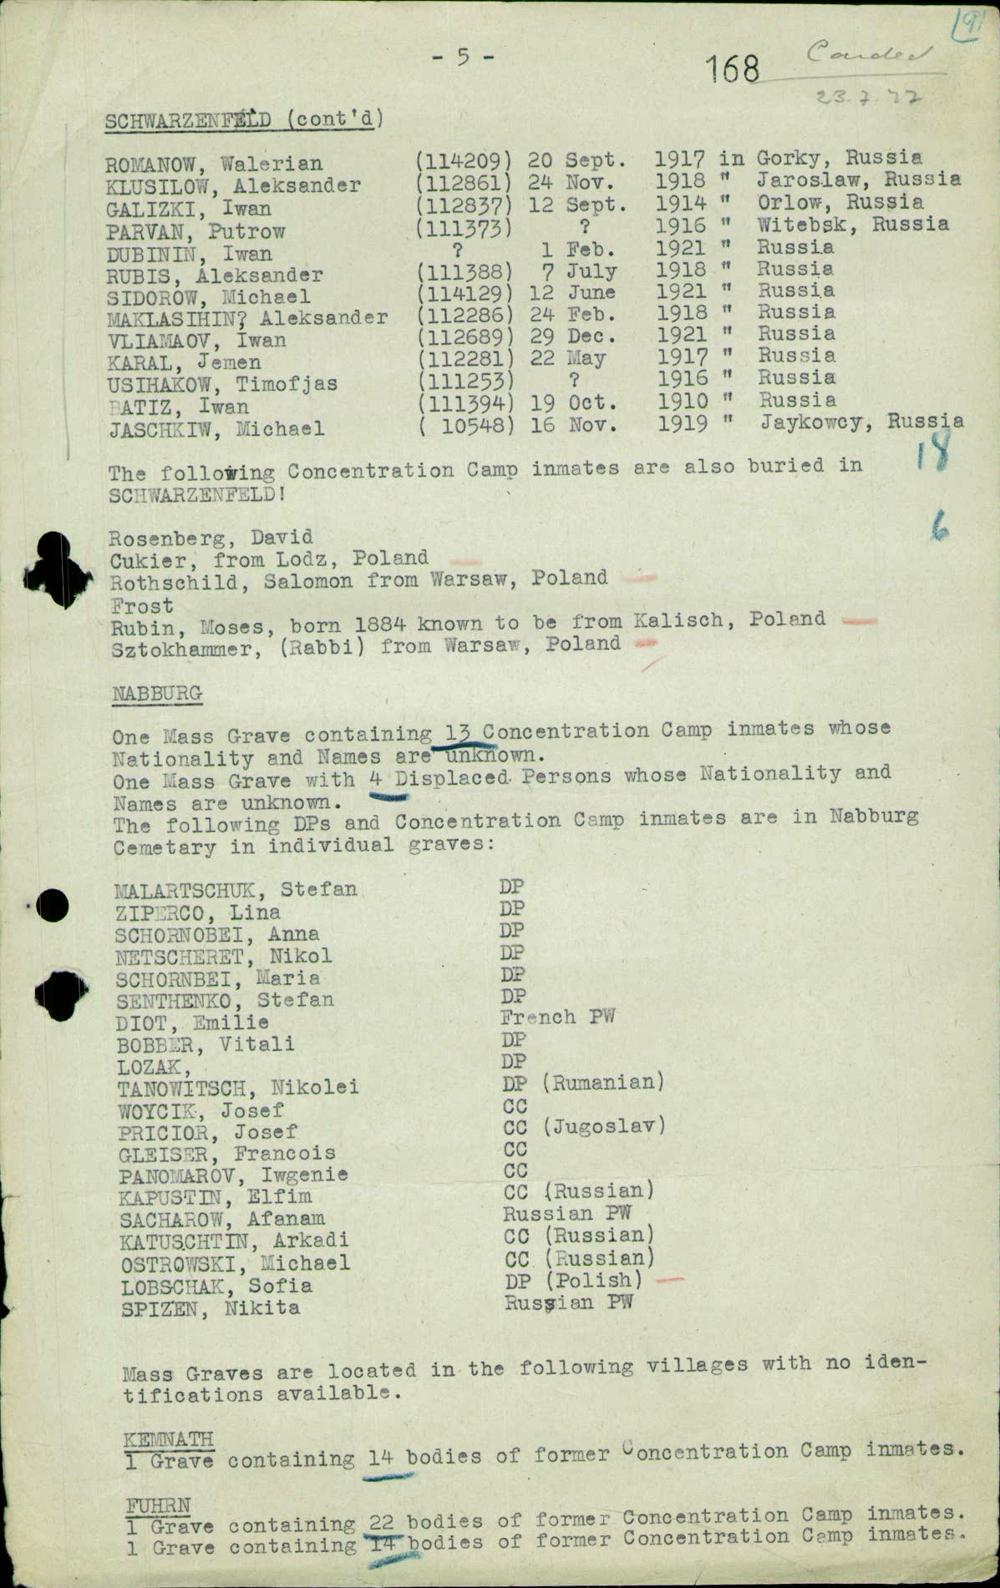 [9]
- 5 -
168
Carded
23.7.77
SCHWARZENFELD (cont'd)
ROMANOW, Walerian (114209) 20 Sept. 1917 in Gorky, Russia
KLUSILOW, Aleksander (112861) 24 Nov. 1918 " Jaroslaw, Russia
GALIZKI, Iwan (112837) 12 Sept. 1914 " Orlow, Russia
PARVAN, Putrow (111373) ? 1916 " Witebsk, Russia
DUBININ, Iwan ? 1 Feb. 1921 " Russia
RUBIS, Aleksander (111388) 7 July 1918 " Russia
SIDOROW, Michael (114129) 12 June 1921 " Russia
MAKLASIHIN? Aleksander (112286) 24 Feb. 1918 " Russia
VLIAMAOV, Iwan (112689) 29 Dec. 1921 " Russia
KARAL, Jemen (112281) 22 May 1917 " Russia
USIHAKOW, Timofjas (111253) ? 1916 " Russia
BATIZ, Iwan (111394) 19 Oct. 1910 " Russia
JASCHKIW, Michael ( 10548) 16 Nov. 1919 " Jaykowcy, Russia
18
The following Concentration Camp inmates are also buried in
SCHWARZENFELD!
6
Rosenberg, David
Cukier, from Lodz, Poland
Rothschild, Salomon from Warsaw, Poland
Frost
Rubin, Moses, born 1884 known to be from Kalisch, Poland
Sztokhammer, (Rabbi) from Warsaw, Poland
NABBURG
One Mass Grave containing 13 Concentration Camp inmates whose
Nationality and Names are unknown.
One Mass Grave with 4 Displaced Persons whose Nationality and
Names are unknown.
The following DPs and Concentration Camp inmates are in Nabburg
Cemetary in individual graves:
MALARTSCHUK, Stefan DP
ZIPERCO, Lina DP
SCHORNOBEI, Anna DP
NETSCHERET, Nikol DP
SCHORNBEI, Maria DP
SENTHENKO, Stefan DP
DIOT, Emilie French PW
BOBBER, Vitali DP
LOZAK, DP
TANOWITSCH, Nikolei DP (Rumanian)
WOYCIK, Josef CC
PRICIOR, Josef CC (Jugoslav)
GLEISER, Francois CC
PANOMAROV, Iwgenie CC
KAPUSTIN, Elfim CC (Russian)
SACHAROW, Afanam Russian PW
KATUSCHTIN, Arkadi CC (Russian)
OSTROWSKI, Michael CC (Russian)
LOBSCHAK, Sofia DP (Polish)
SPIZEN, Nikita Russian PW
Mass Graves are located in the following villages with no iden-
tifications available.
KEMNATH
1 Grave containing 14 bodies of former Concentration Camp inmates.
FUHRN
1 Grave containing 22 bodies of former Concentration Camp inmates.
1 Grave containing 14 bodies of former Concentration Camp inmates.